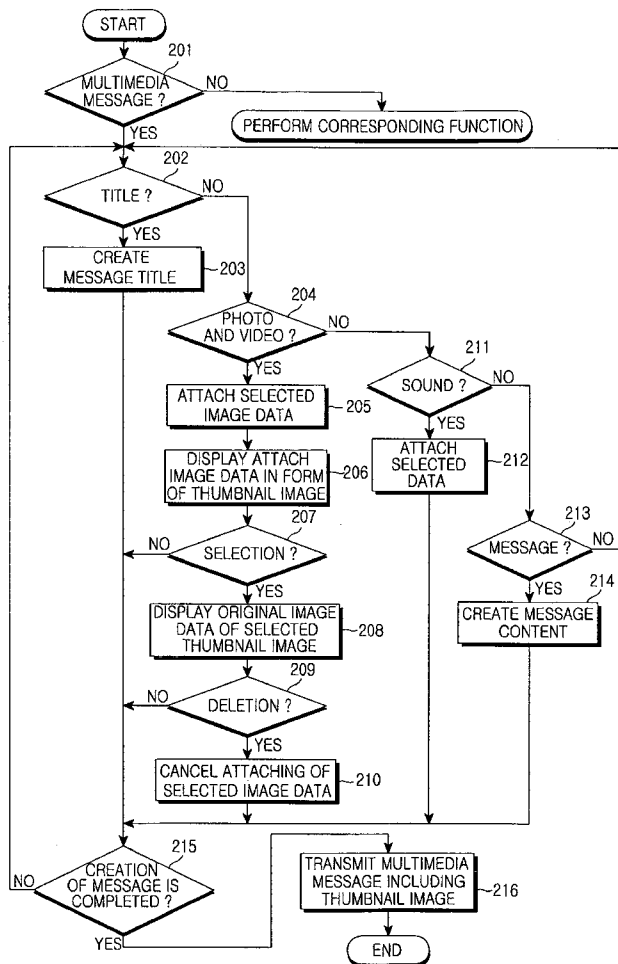 START
201
MULTIMEDIA
MESSAGE ?
NO
YES
PERFORM CORRESPONDING FUNCTION
202
TITLE ?
NO
YES
CREATE
MESSAGE TITLE
203
204
PHOTO
AND VIDEO ?
NO
YES
ATTACH SELECTED
IMAGE DATA
205
DISPLAY ATTACH
IMAGE DATA IN FORM
OF THUMBNAIL IMAGE
206
207
SELECTION ?
NO
YES
DISPLAY ORIGINAL IMAGE
DATA OF SELECTED
THUMBNAIL IMAGE
208
209
DELETION ?
NO
YES
CANCEL ATTACHING OF
SELECTED IMAGE DATA
210
211
SOUND ?
NO
YES
ATTACH
SELECTED
DATA
212
213
MESSAGE ?
NO
YES
214
CREATE MESSAGE
CONTENT
215
CREATION
OF MESSAGE IS
COMPLETED ?
NO
YES
TRANSMIT MULTIMEDIA
MESSAGE INCLUDING
THUMBNAIL IMAGE
216
END